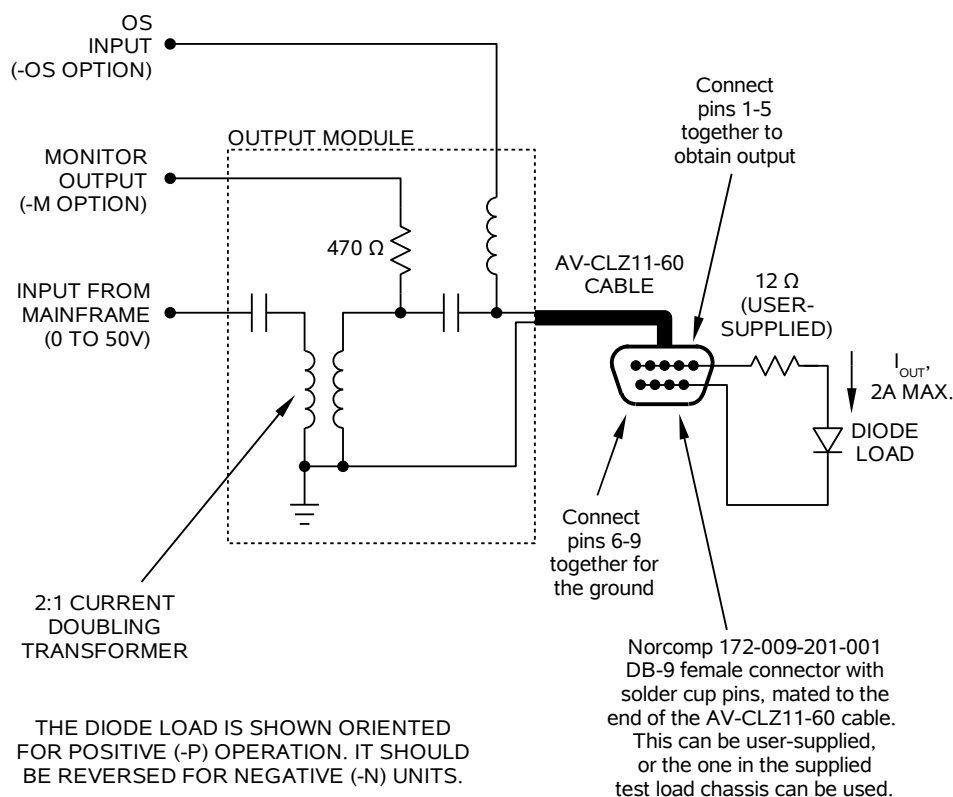 OS
INPUT
(-OS OPTION)
Connect
pins 1-5
together to
obtain output
OUTPUT MODULE
MONITOR
OUTPUT
(-M OPTION)
470 Ω
AV-CLZ11-60
CABLE
12 Ω
(USER-
SUPPLIED)
INPUT FROM
MAINFRAME
(0 TO 50V)
I_OUT,
2A MAX.
DIODE
LOAD
Connect
pins 6-9
together for
the ground
2:1 CURRENT
DOUBLING
TRANSFORMER
Norcomp 172-009-201-001
DB-9 female connector with
solder cup pins, mated to the
end of the AV-CLZ11-60 cable.
This can be user-supplied,
or the one in the supplied
test load chassis can be used.
THE DIODE LOAD IS SHOWN ORIENTED
FOR POSITIVE (-P) OPERATION. IT SHOULD
BE REVERSED FOR NEGATIVE (-N) UNITS.